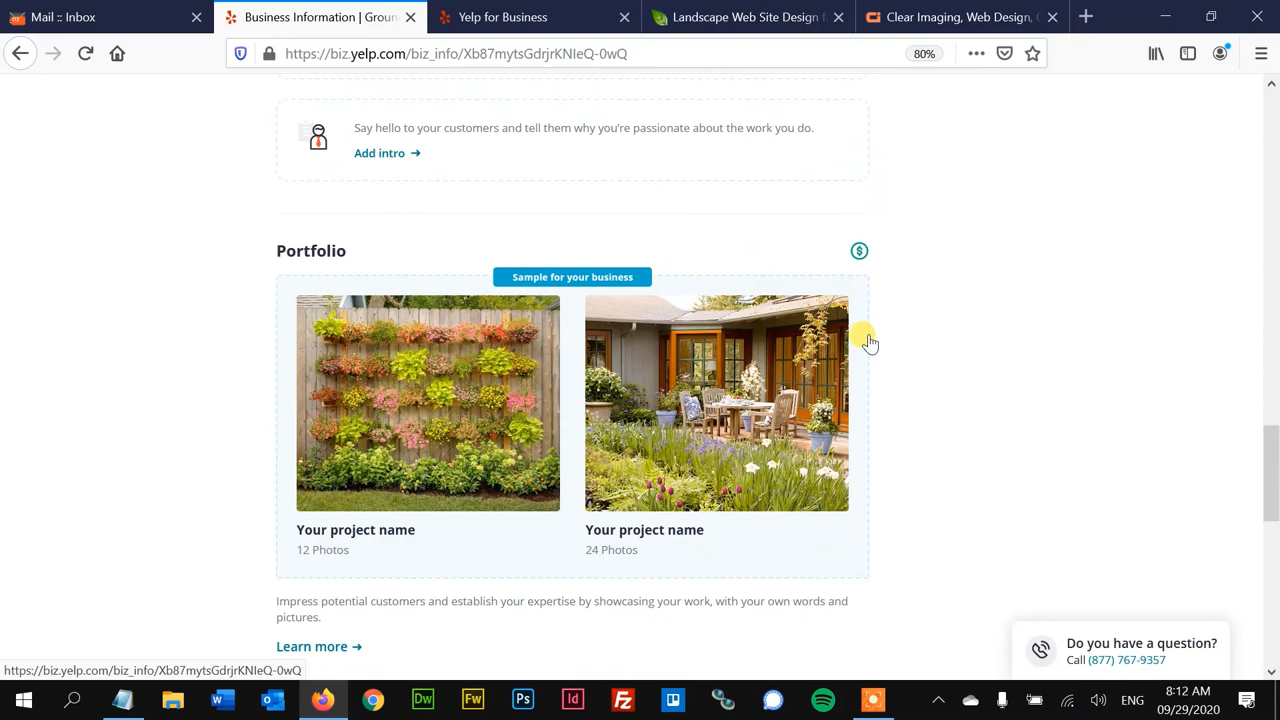 Mail :: Inbox
Business Information | Groun
Yelp for Business
Landscape Web Site Design f
Clear Imaging, Web Design, C
https://biz.yelp.com/biz_info/Xb87mytsGdrjrKNIeQ-0wQ
80%
Say hello to your customers and tell them why you're passionate about the work you do.
Add intro →
Portfolio
Sample for your business
Your project name
12 Photos
Your project name
24 Photos
Impress potential customers and establish your expertise by showcasing your work, with your own words and
pictures.
Learn more →
Do you have a question?
Call (877) 767-9357
https://biz.yelp.com/biz_info/Xb87mytsGdrjrKNIeQ-0wQ
Dw
Fw
Ps
Id
Fz
ENG
8:12 AM
09/29/2020